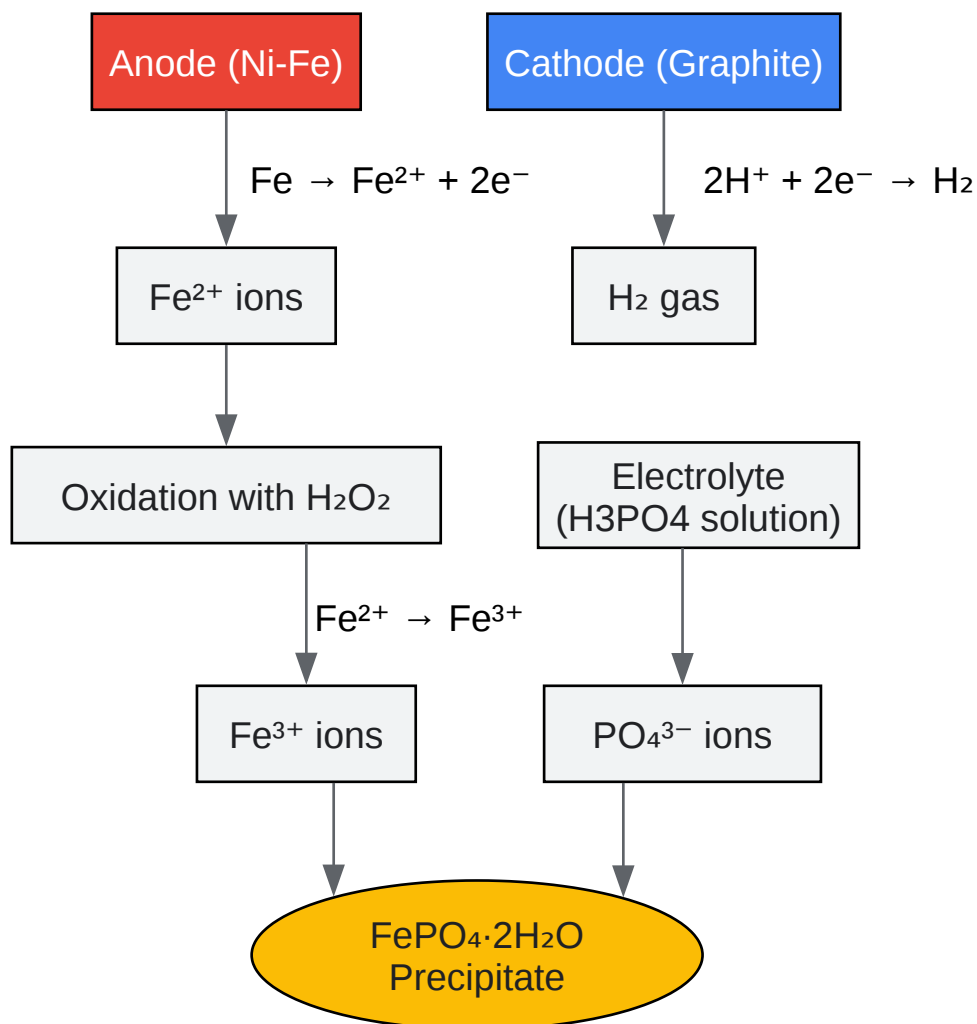 Anode (Ni-Fe)
Cathode (Graphite)
Fe → Fe²⁺ + 2e⁻
2H⁺ + 2e⁻ → H₂
Fe²⁺ ions
H₂ gas
Oxidation with H₂O₂
Electrolyte
(H3PO4 solution)
Fe²⁺ → Fe³⁺
Fe³⁺ ions
PO₄³⁻ ions
FePO₄·2H₂O
Precipitate